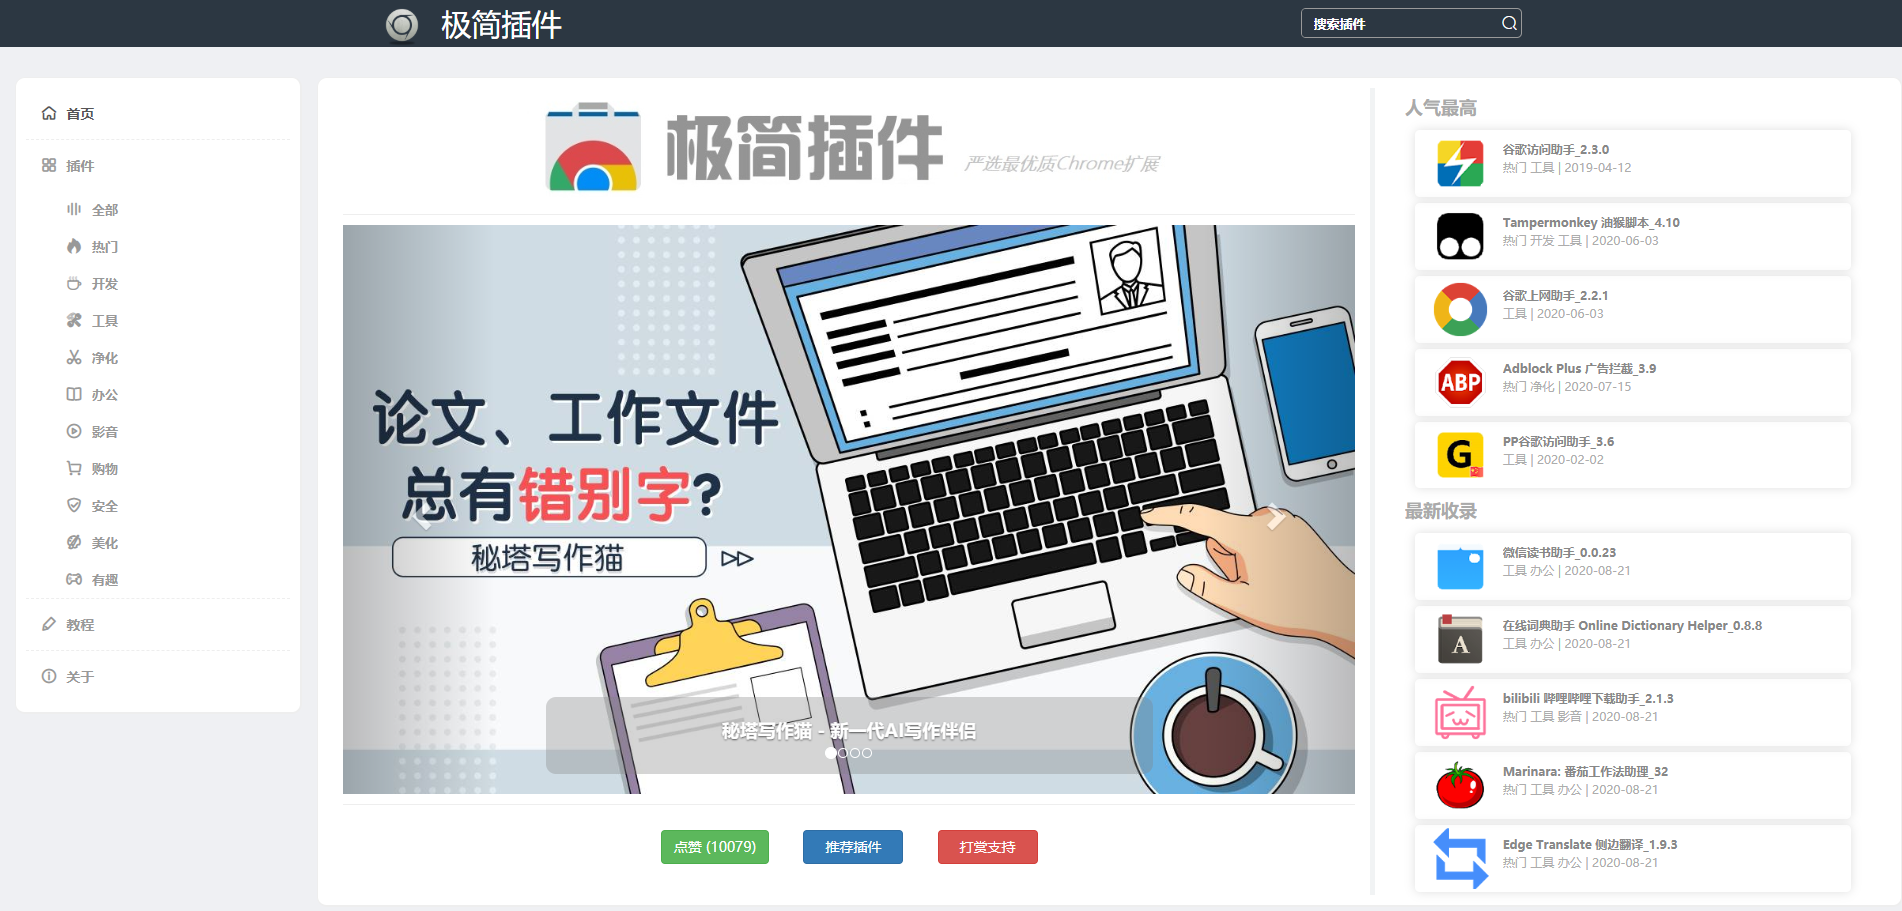 极简插件
搜索插件
首页
插件
全部
热门
开发
工具
净化
办公
影音
购物
安全
美化
有趣
教程
关于
极简插件
严选最优质Chrome扩展
论文、工作文件
总有错别字?
秘塔写作猫
秘塔写作猫 - 新一代AI写作伴侣
点赞 (10079)
推荐插件
打赏支持
人气最高
谷歌访问助手_2.3.0
热门 工具 | 2019-04-12
Tampermonkey 油猴脚本_4.10
热门 开发 工具 | 2020-06-03
谷歌上网助手_2.2.1
工具 | 2020-06-03
ABP
Adblock Plus 广告拦截_3.9
热门 净化 | 2020-07-15
G
PP谷歌访问助手_3.6
工具 | 2020-02-02
最新收录
微信读书助手_0.0.23
工具 办公 | 2020-08-21
A
在线词典助手 Online Dictionary Helper_0.8.8
工具 办公 | 2020-08-21
bilibili 哔哩哔哩下载助手_2.1.3
热门 工具 影音 | 2020-08-21
Marinara: 番茄工作法助理_32
热门 工具 办公 | 2020-08-21
Edge Translate 侧边翻译_1.9.3
热门 工具 办公 | 2020-08-21